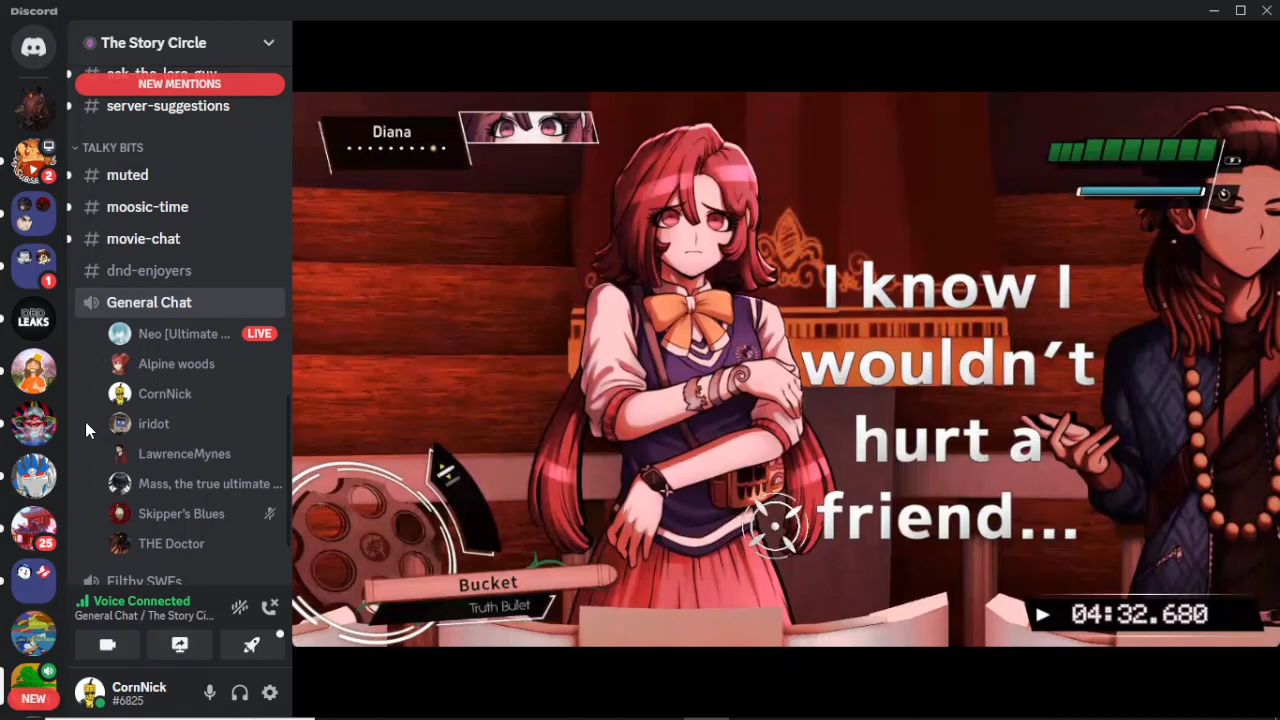 Discord
The Story Circle
NEW MENTIONS
server-suggestions
TALKY BITS
muted
moosic-time
movie-chat
dnd-enjoyers
General Chat
Neo [Ultimate ...
LIVE
Alpine woods
CornNick
iridot
LawrenceMynes
Mass, the true ultimate ...
Skipper's Blues
THE Doctor
Filthy SWEs
Voice Connected
General Chat / The Story Ci...
CornNick
#6825
2
1
DBD
LEAKS
25
NEW
Diana
I know I
wouldn't
hurt a
friend...
Bucket
Truth Bullet
04:32.680